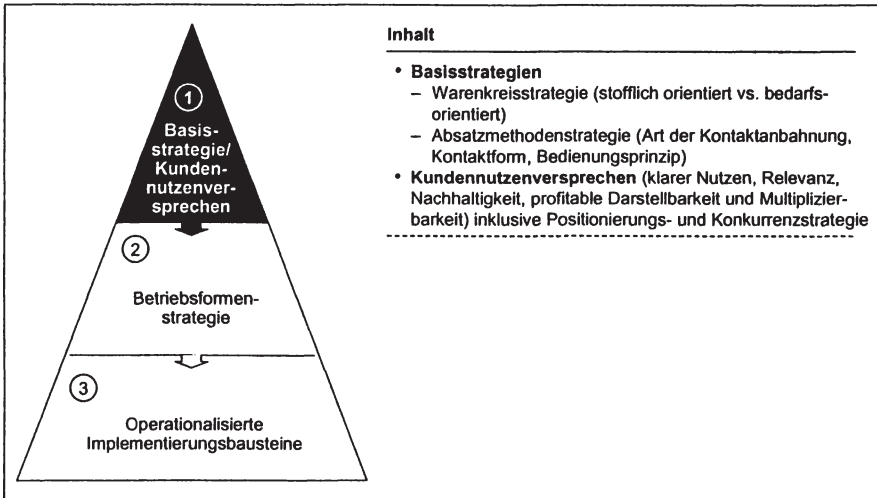 1
Basis-
strategie/
Kunden-
nutzenver-
sprechen
2
Betriebsformen-
strategie
3
Operationalisierte
Implementierungsbausteine
Inhalt
• Basisstrategien
– Warenkreisstrategie (stofflich orientiert vs. bedarfs-
orientiert)
– Absatzmethodenstrategie (Art der Kontaktanbahnung,
Kontaktform, Bedienungsprinzip)
• Kundennutzenversprechen (klarer Nutzen, Relevanz,
Nachhaltigkeit, profitable Darstellbarkeit und Multiplizier-
barkeit) inklusive Positionierungs- und Konkurrenzstrategie